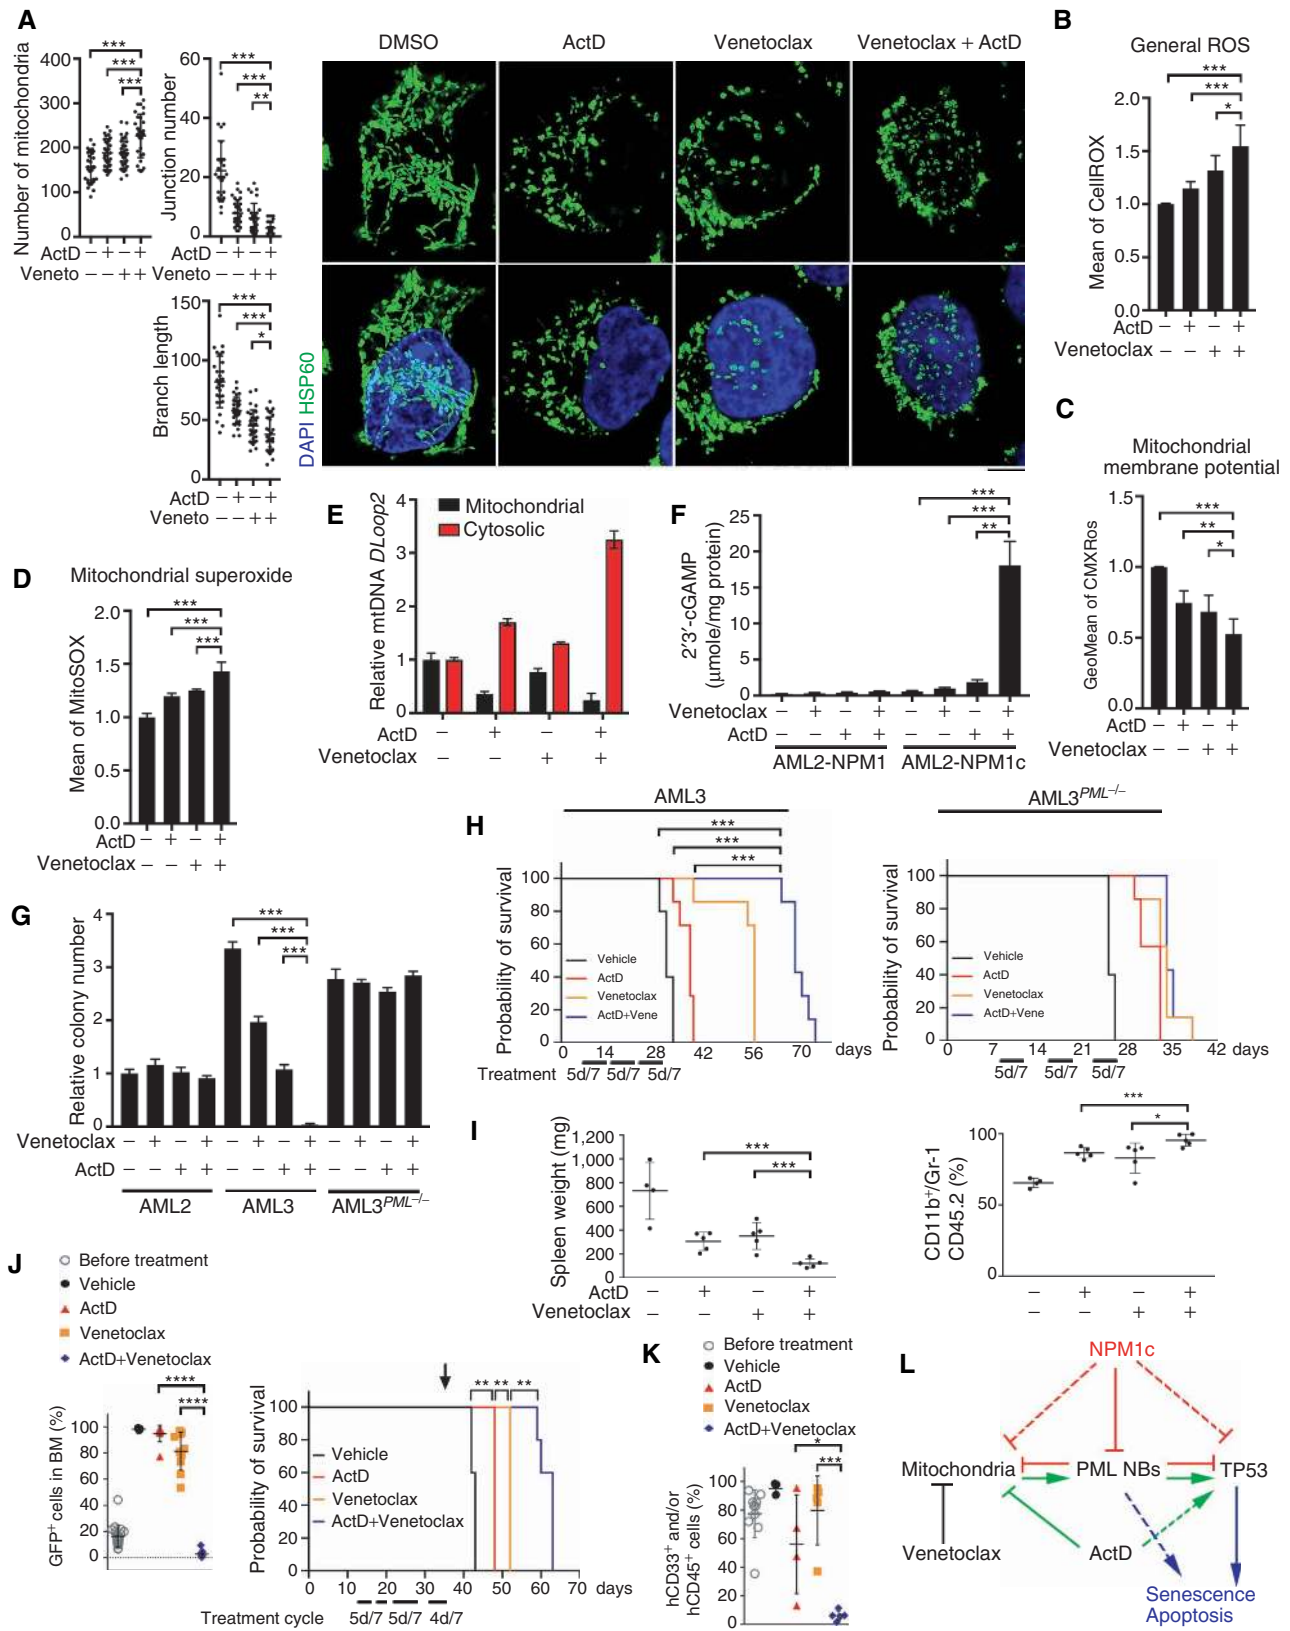 A
Number of mitochondria
400
300
200
100
0
***
***
***
ActD − + − +
Veneto − − + +
Junction number
60
40
20
0
***
***
**
ActD − + − +
Veneto − − + +
Branch length
150
100
50
0
***
***
*
ActD − + − +
Veneto − − + +
DMSO ActD Venetoclax Venetoclax + ActD
DAPI HSP60
B
General ROS
Mean of CellROX
2.0
1.5
1.0
0.5
0.0
***
***
*
ActD − + − +
Venetoclax − − + +
C
Mitochondrial
membrane potential
GeoMean of CMXRos
1.5
1.0
0.5
0.0
***
**
*
ActD − + − +
Venetoclax − − + +
D
Mitochondrial superoxide
Mean of MitoSOX
2.0
1.5
1.0
0.5
0.0
***
***
***
ActD − + − +
Venetoclax − − + +
E
Relative mtDNA DLoop2
4
3
2
1
0
Mitochondrial
Cytosolic
ActD − + − +
Venetoclax − − + +
F
2′3′-cGAMP
(μmole/mg protein)
25
20
15
10
5
0
***
***
**
Venetoclax − + − + − + − +
ActD − − + + − − + +
AML2-NPM1 AML2-NPM1c
G
Relative colony number
4
3
2
1
0
***
***
***
Venetoclax − + − + − + − + − + − +
ActD − − + + − − + + − − + +
AML2 AML3 AML3PML−/−
H
AML3
***
***
***
Probability of survival
100
80
60
40
20
0
Vehicle
ActD
Venetoclax
ActD+Vene
0 14 28 42 56 70 days
Treatment 5d/7 5d/7 5d/7
AML3PML−/−
Probability of survival
100
80
60
40
20
0
Vehicle
ActD
Venetoclax
ActD+Vene
0 7 14 21 28 35 42 days
5d/7 5d/7 5d/7
I
Spleen weight (mg)
1,200
1,000
800
600
400
200
0
***
***
ActD − + − +
Venetoclax − − + +
CD11b+/Gr-1
CD45.2 (%)
100
50
0
***
*
− + − +
− − + +
J
Before treatment
Vehicle
ActD
Venetoclax
ActD+Venetoclax
GFP+ cells in BM (%)
100
80
60
40
20
0
****
****
Probability of survival
100
80
60
40
20
0
** ** **
Vehicle
ActD
Venetoclax
ActD+Venetoclax
0 10 20 30 40 50 60 70 days
Treatment cycle 5d/7 5d/7 4d/7
K
Before treatment
Vehicle
ActD
Venetoclax
ActD+Venetoclax
hCD33+ and/or
hCD45+ cells (%)
100
80
60
40
20
0
*
***
L
NPM1c
Mitochondria PML NBs TP53
Venetoclax ActD
Senescence
Apoptosis